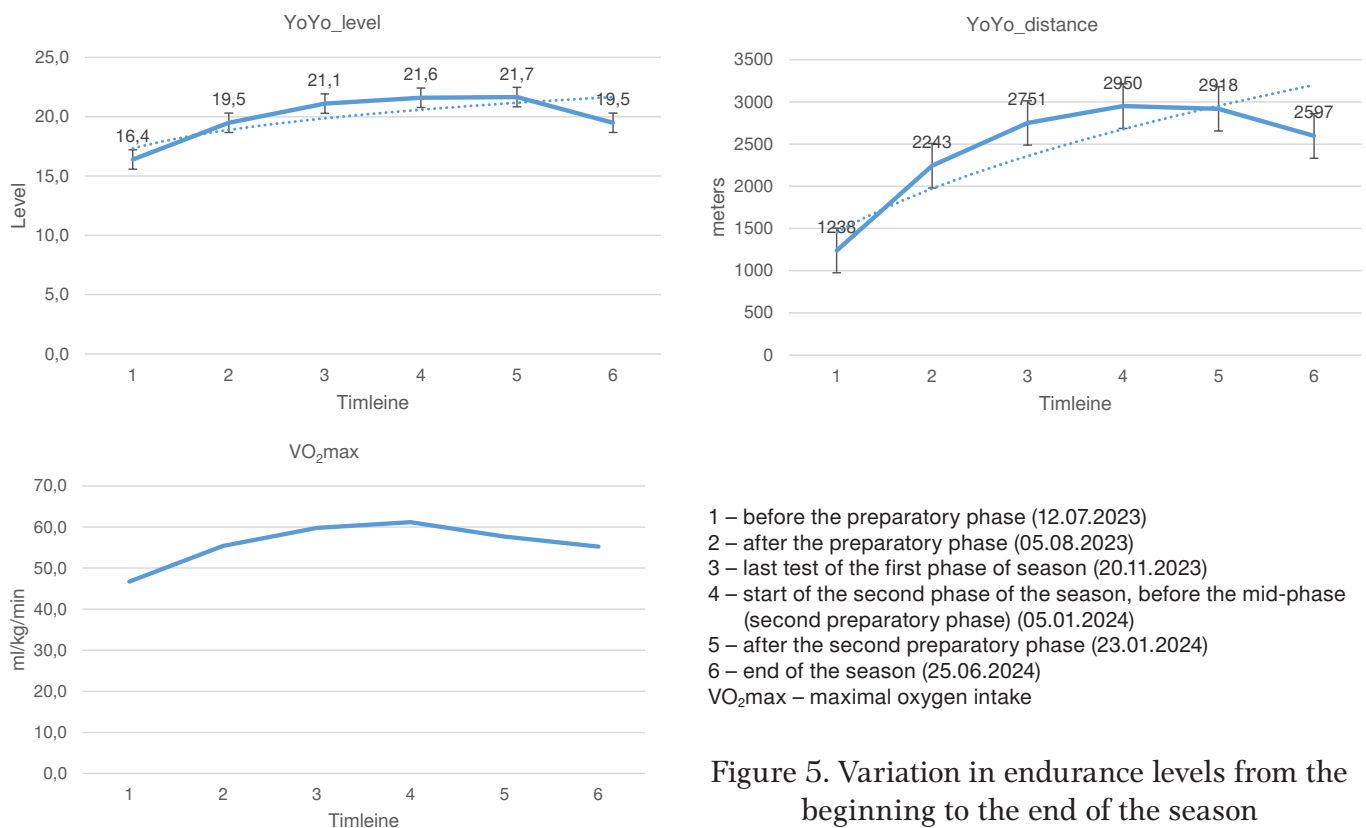 YoYo_level
25,0
20,0
15,0
10,0
5,0
0,0
Level
16,4
19,5
21,1
21,6
21,7
19,5
1 2 3 4 5 6
Timleine
YoYo_distance
3500
3000
2500
2000
1500
1000
500
0
meters
1238
2243
2751
2950
2918
2597
1 2 3 4 5 6
Timleine
VO₂max
70,0
60,0
50,0
40,0
30,0
20,0
10,0
0,0
ml/kg/min
1 2 3 4 5 6
Timleine
1 – before the preparatory phase (12.07.2023)
2 – after the preparatory phase (05.08.2023)
3 – last test of the first phase of season (20.11.2023)
4 – start of the second phase of the season, before the mid-phase
(second preparatory phase) (05.01.2024)
5 – after the second preparatory phase (23.01.2024)
6 – end of the season (25.06.2024)
VO₂max – maximal oxygen intake
Figure 5. Variation in endurance levels from the
beginning to the end of the season